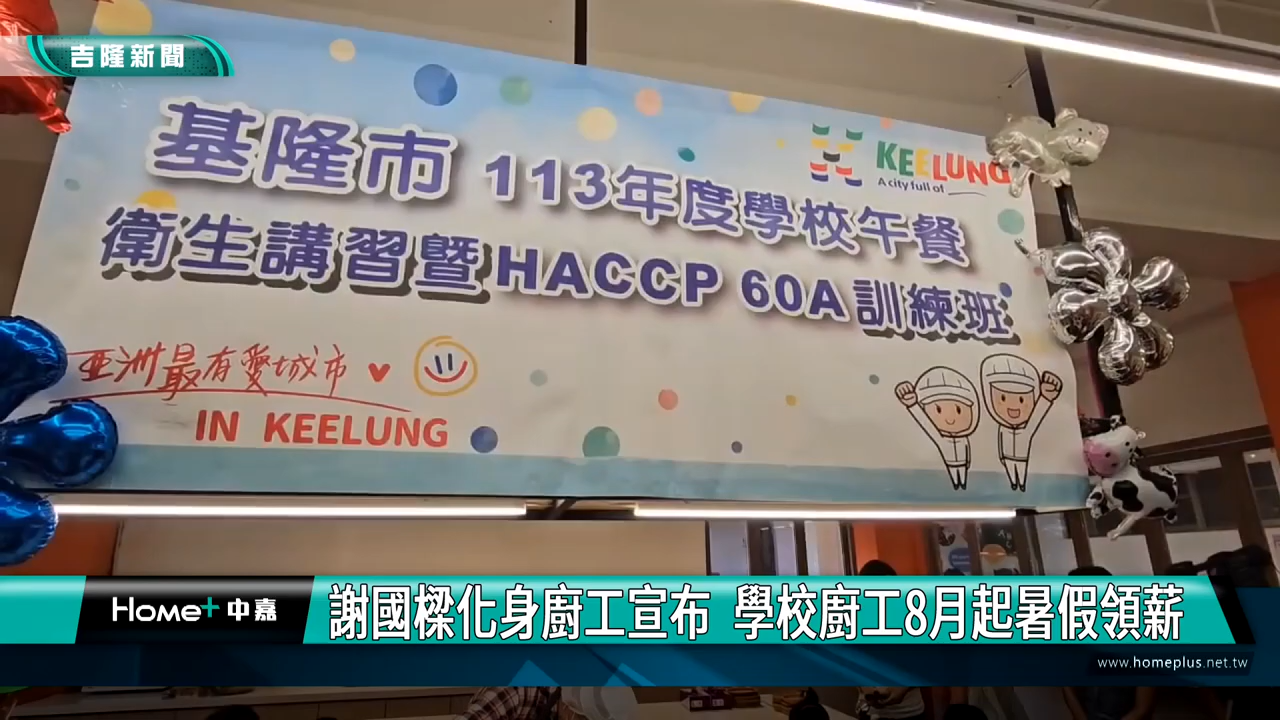 吉隆新聞
基隆市 113年度學校午餐
KEELUNG
A city full of
衛生講習暨HACCP 60A訓練班
亞洲最有愛城市
IN KEELUNG
Home+中嘉
謝國樑化身廚工宣布 學校廚工8月起暑假領薪
www.homeplus.net.tw